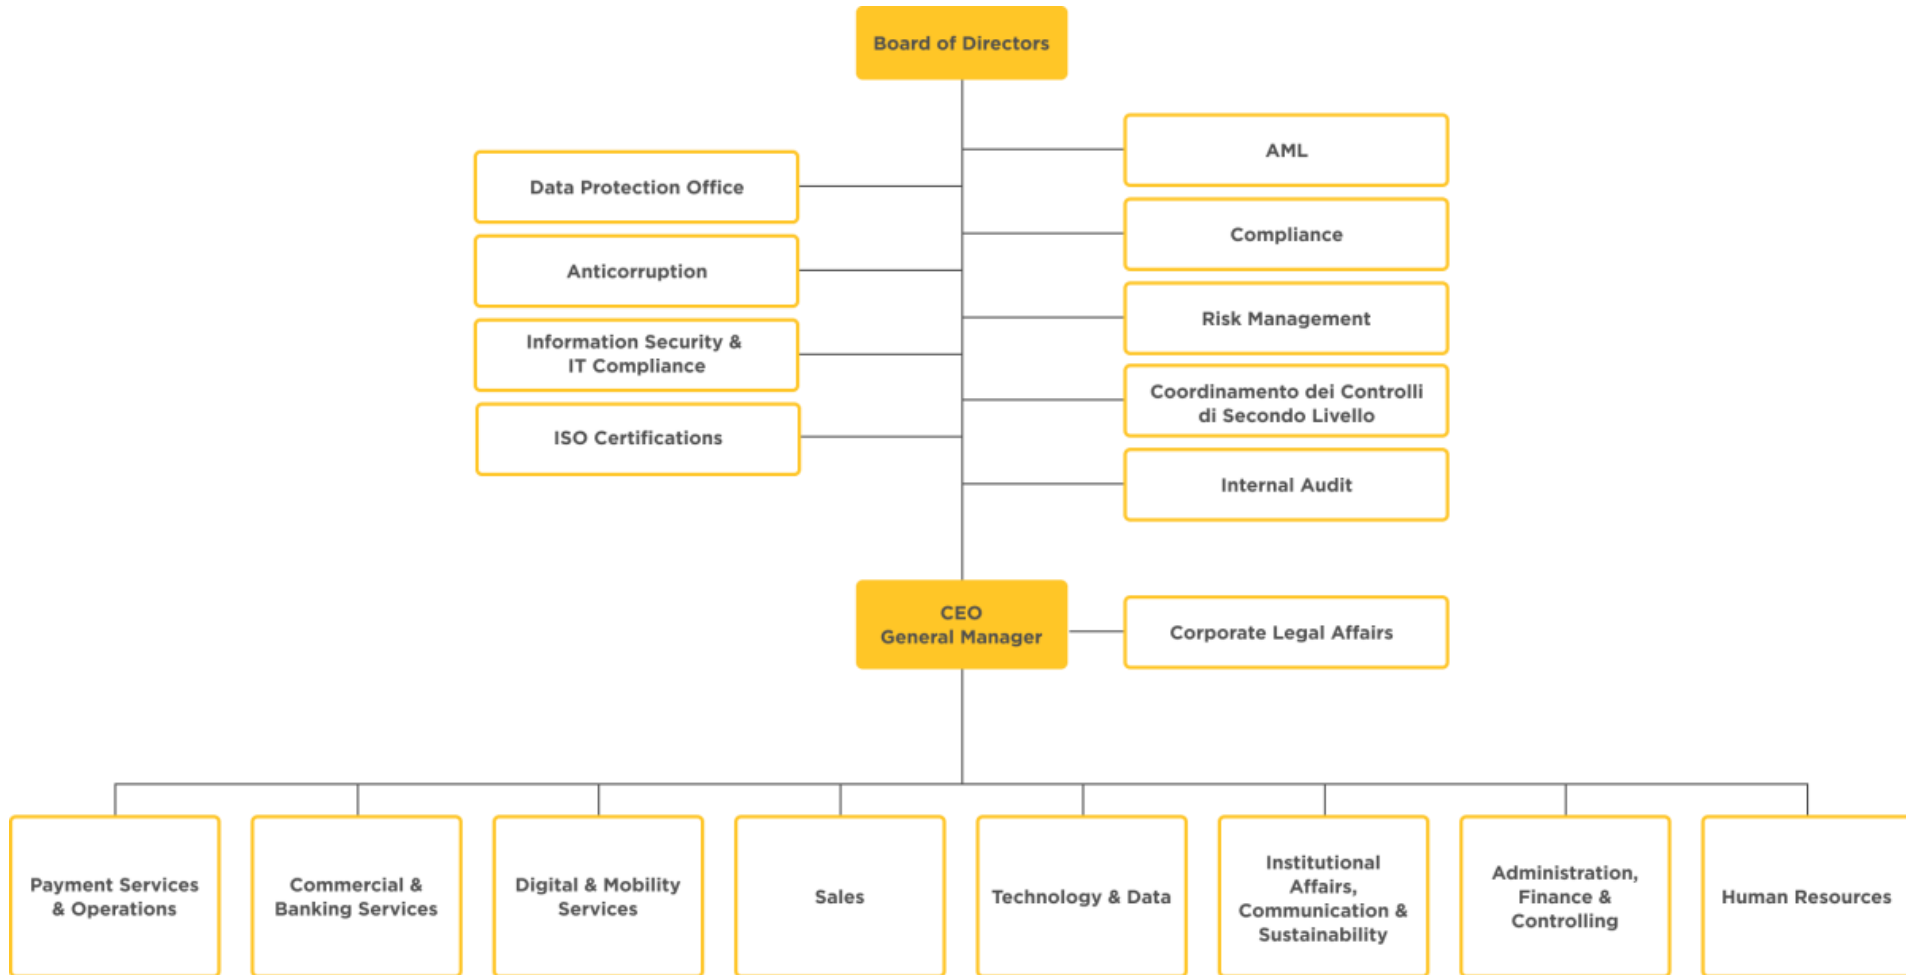 Board of Directors
AML
Data Protection Office
Compliance
Anticorruption
Risk Management
Information Security &
IT Compliance
Coordinamento dei Controlli
di Secondo Livello
ISO Certifications
Internal Audit
CEO
General Manager
Corporate Legal Affairs
Payment Services
& Operations
Commercial &
Banking Services
Digital & Mobility
Services
Sales
Technology & Data
Institutional
Affairs,
Communication &
Sustainability
Administration,
Finance &
Controlling
Human Resources